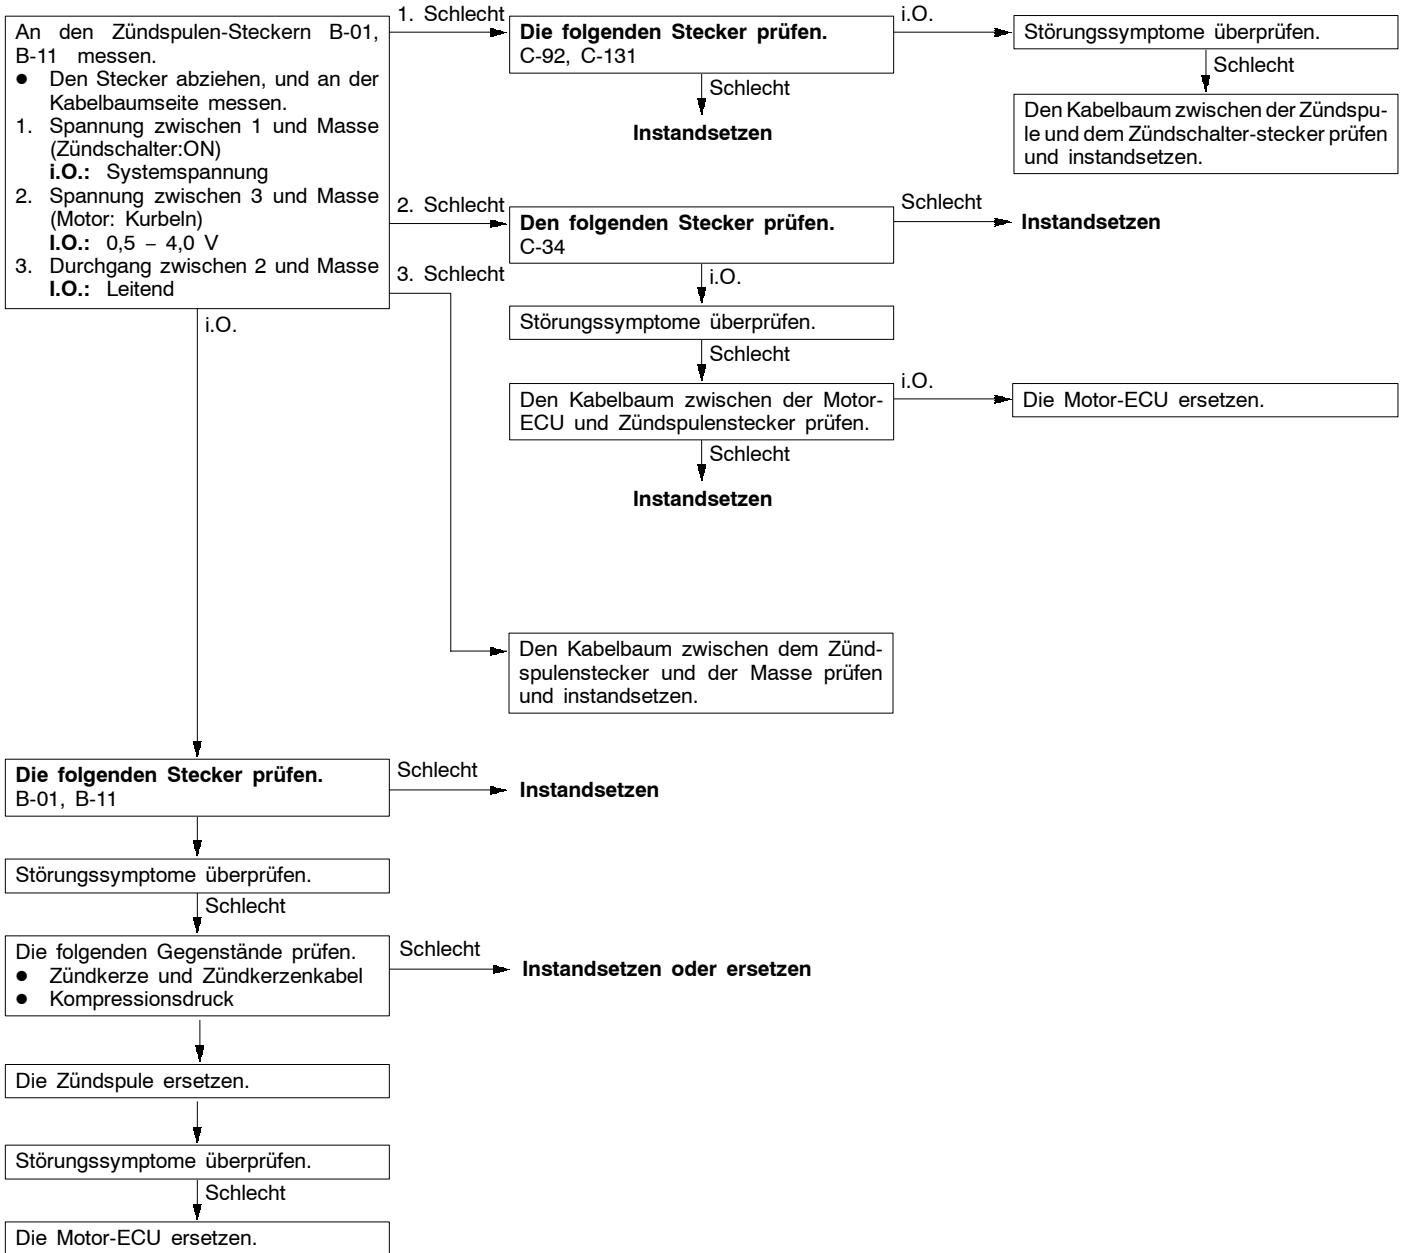 An den Zündspulen-Steckern B-01,
B-11 messen.
● Den Stecker abziehen, und an der
Kabelbaumseite messen.
1. Spannung zwischen 1 und Masse
(Zündschalter:ON)
i.O.: Systemspannung
2. Spannung zwischen 3 und Masse
(Motor: Kurbeln)
I.O.: 0,5 – 4,0 V
3. Durchgang zwischen 2 und Masse
I.O.: Leitend
1. Schlecht
Die folgenden Stecker prüfen.
C-92, C-131
i.O.
Störungssymptome überprüfen.
Schlecht
Den Kabelbaum zwischen der Zündspu-
le und dem Zündschalter-stecker prüfen
und instandsetzen.
Schlecht
Instandsetzen
2. Schlecht
Den folgenden Stecker prüfen.
C-34
Schlecht
Instandsetzen
i.O.
Störungssymptome überprüfen.
Schlecht
Den Kabelbaum zwischen der Motor-
ECU und Zündspulenstecker prüfen.
i.O.
Die Motor-ECU ersetzen.
Schlecht
Instandsetzen
3. Schlecht
Den Kabelbaum zwischen dem Zünd-
spulenstecker und der Masse prüfen
und instandsetzen.
i.O.
Die folgenden Stecker prüfen.
B-01, B-11
Schlecht
Instandsetzen
Störungssymptome überprüfen.
Schlecht
Die folgenden Gegenstände prüfen.
● Zündkerze und Zündkerzenkabel
● Kompressionsdruck
Schlecht
Instandsetzen oder ersetzen
Die Zündspule ersetzen.
Störungssymptome überprüfen.
Schlecht
Die Motor-ECU ersetzen.